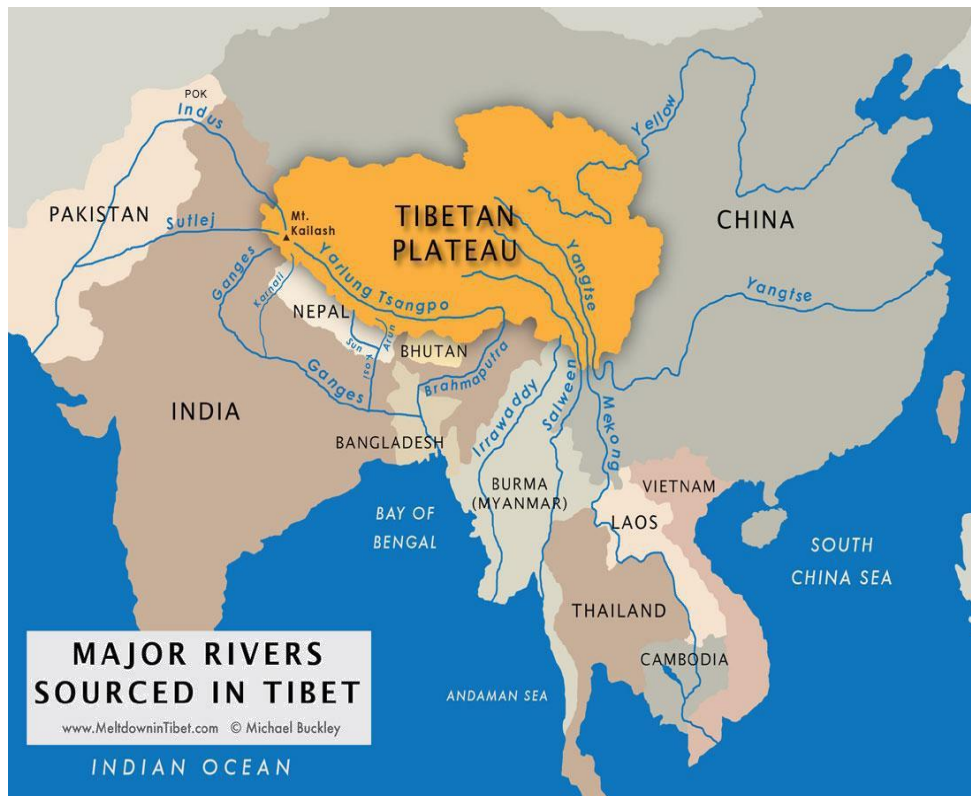 POK
Indus
Yellow
PAKISTAN
Sutlej
Mt.
Kailash
TIBETAN
PLATEAU
CHINA
Ganges
Karnali
Yarlung Tsangpo
Yangtse
Yangtse
NEPAL
Sun
Kosi
Arun
BHUTAN
Brahmaputra
Ganges
INDIA
BANGLADESH
Irrawaddy
Salween
Mekong
BURMA
(MYANMAR)
VIETNAM
LAOS
BAY OF
BENGAL
SOUTH
CHINA SEA
THAILAND
CAMBODIA
ANDAMAN SEA
MAJOR RIVERS
SOURCED IN TIBET
www.MeltdowninTibet.com © Michael Buckley
INDIAN OCEAN